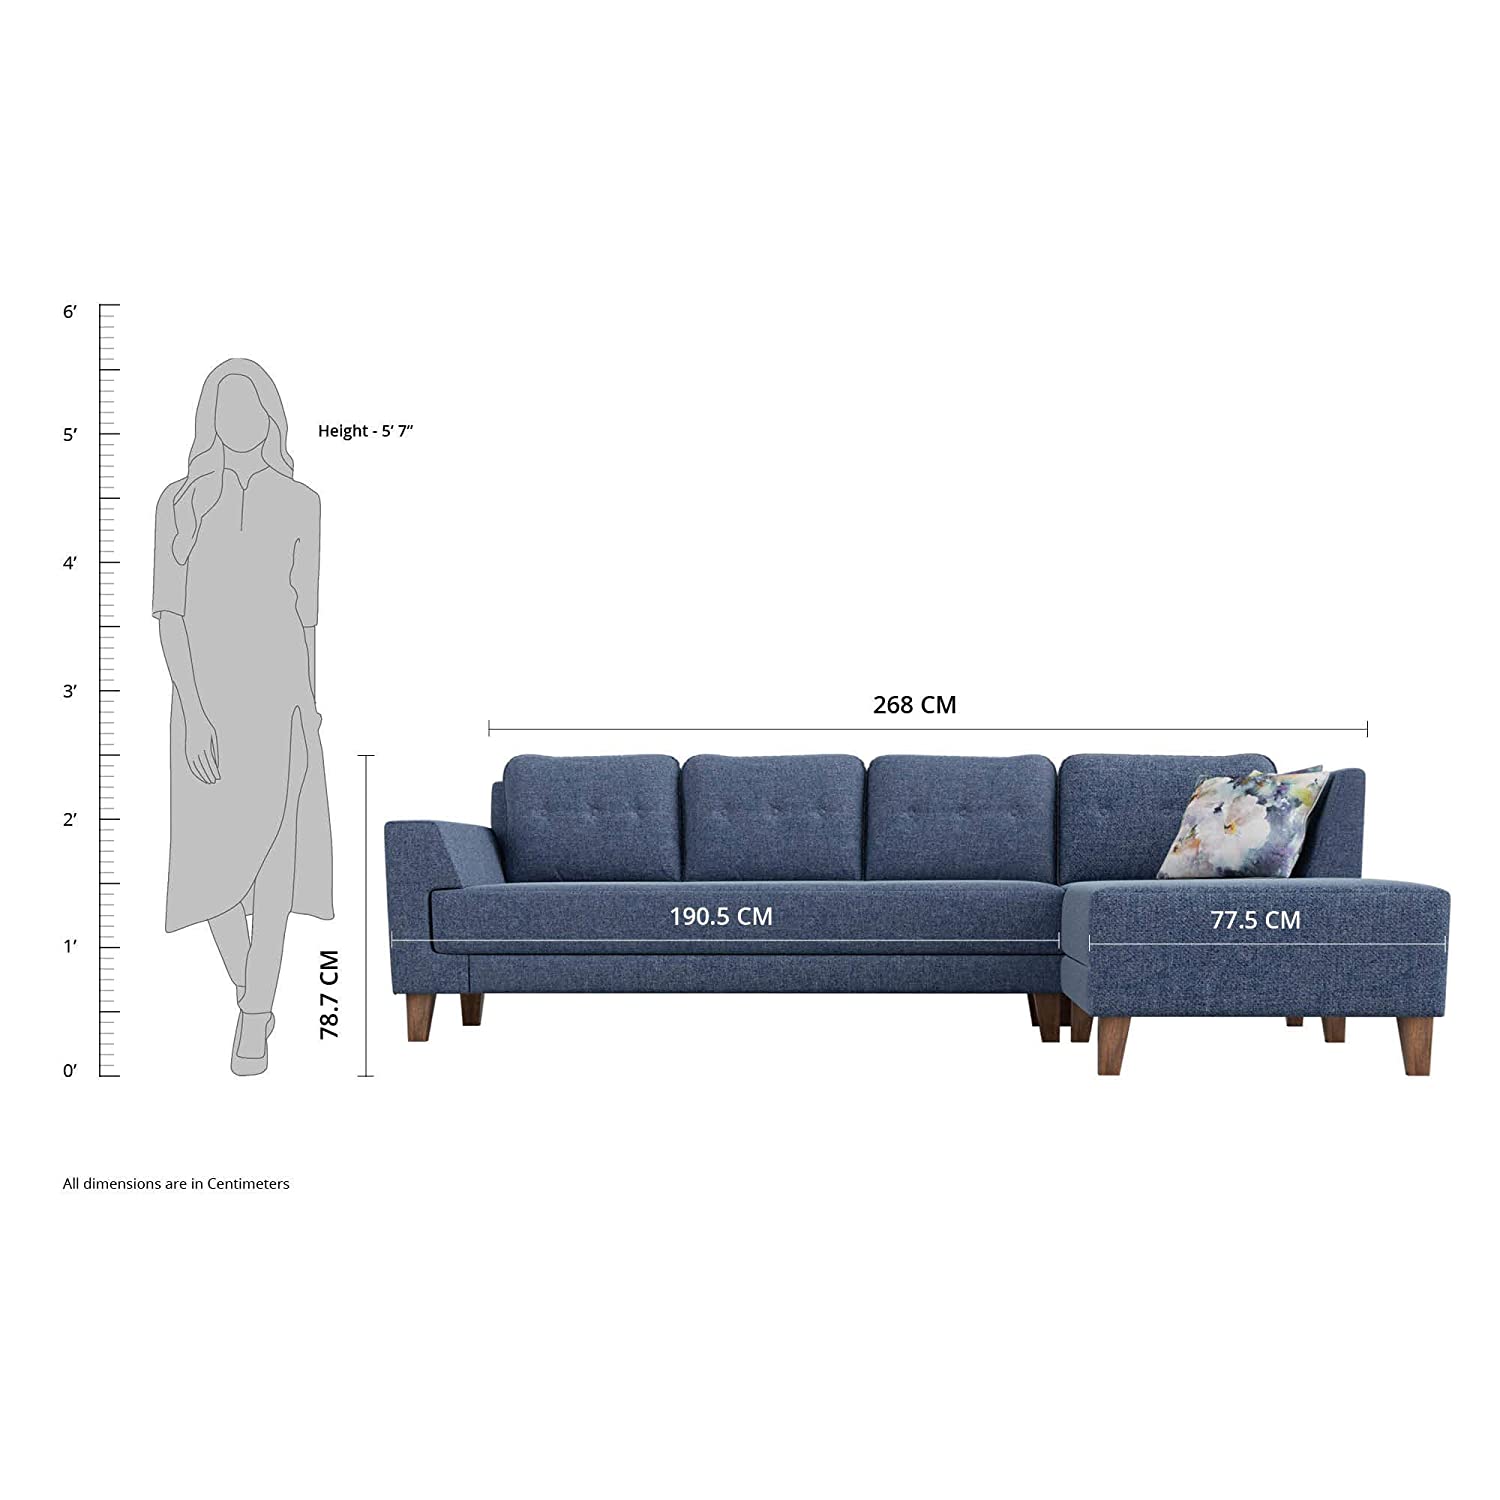 6’
5’
4’
3’
2’
1’
0’
Height - 5’ 7”
78.7 CM
268 CM
190.5 CM
77.5 CM
All dimensions are in Centimeters